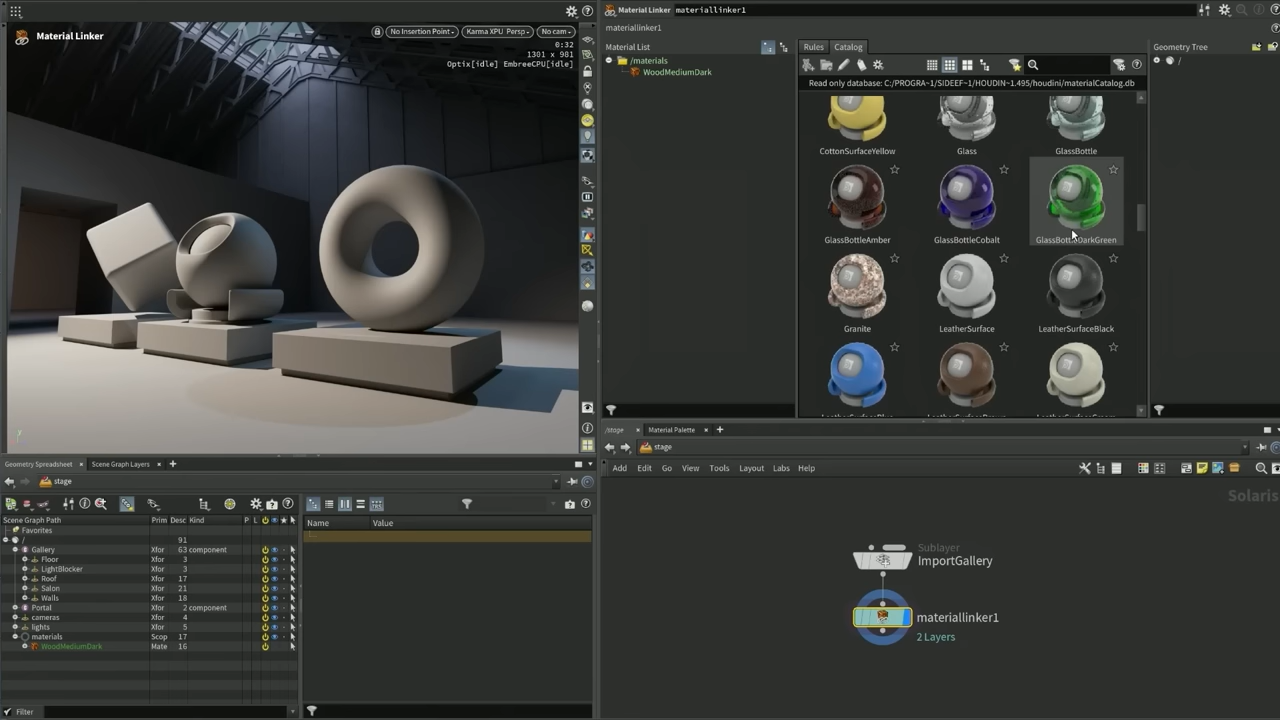 Material Linker
No Insertion Point
Karma XPU Persp
No cam
0:32
1301 x 981
Optix[idle] EmbreeCPU[idle]
Material Linker materiallinker1
materiallinker1
Material List
/materials
WoodMediumDark
Rules Catalog
Read only database: C:/PROGRA~1/SIDEEF~1/HOUDIN~1.495/houdini/materialCatalog.db
CottonSurfaceYellow Glass GlassBottle
GlassBottleAmber GlassBottleCobalt GlassBottleDarkGreen
Granite LeatherSurface LeatherSurfaceBlack
Geometry Tree
/
Geometry Spreadsheet × Scene Graph Layers × +
stage
Scene Graph Path Prim Desc Kind P L
Favorites
/ 91
Gallery Xfor 63 component
Floor Xfor 3
LightBlocker Xfor 3
Roof Xfor 17
Salon Xfor 21
Walls Xfor 18
Portal Xfor 2 component
cameras Xfor 4
lights Xfor 5
materials Scop 17
WoodMediumDark Mate 16
Filter
Name Value
/stage × Material Palette × +
stage
Add Edit Go View Tools Layout Labs Help
Solaris
Sublayer
ImportGallery
materiallinker1
2 Layers